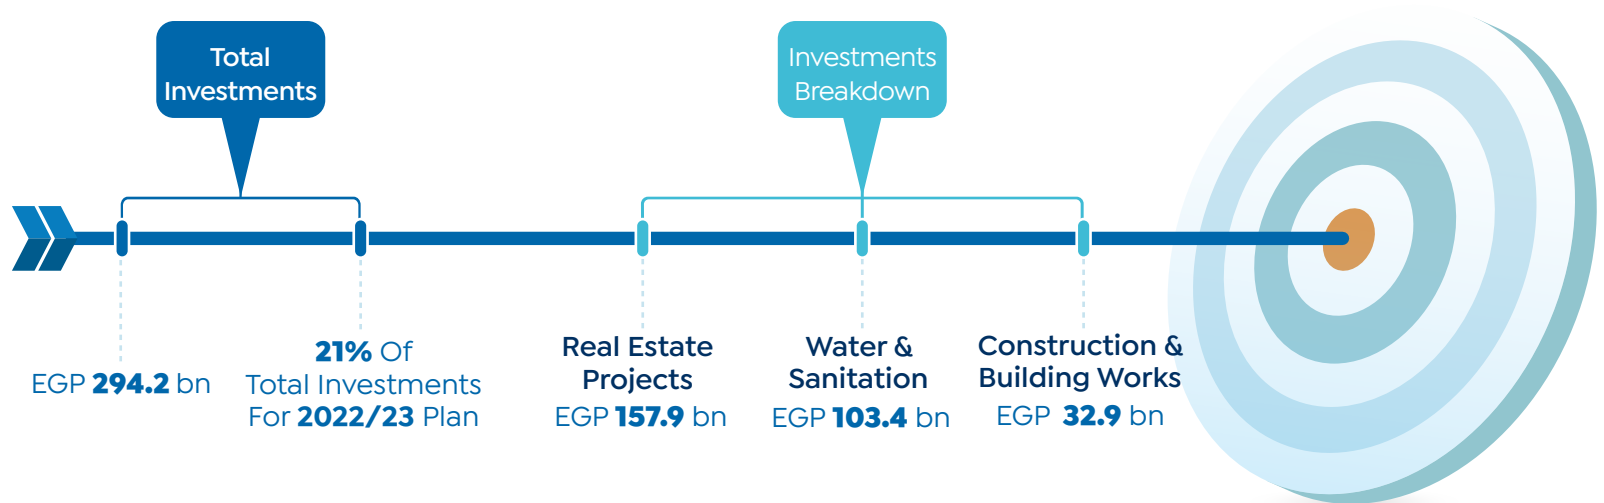 Total
Investments
Investments
Breakdown
EGP 294.2 bn
21% Of
Total Investments
For 2022/23 Plan
Real Estate
Projects
EGP 157.9 bn
Water &
Sanitation
EGP 103.4 bn
Construction &
Building Works
EGP 32.9 bn